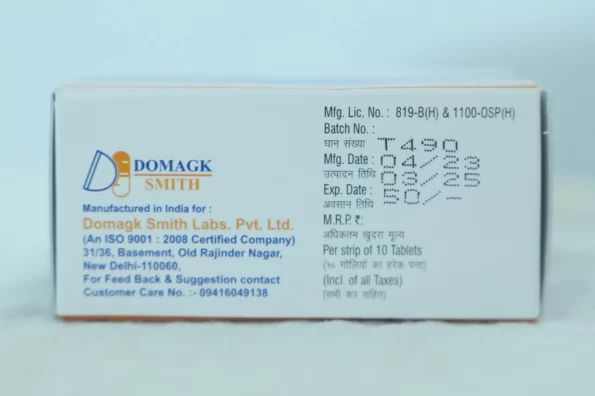 DOMAGK
SMITH
Manufactured in India for :
Domagk Smith Labs. Pvt. Ltd.
(An ISO 9001 : 2008 Certified Company)
31/36, Basement, Old Rajinder Nagar,
New Delhi-110060,
For Feed Back & Suggestion contact
Customer Care No. :- 09416049138
Mfg. Lic. No. : 819-B(H) & 1100-OSP(H)
Batch No. :
घान संख्या T490
Mfg. Date : 04/23
उत्पादन तिथि 03/25
Exp. Date : 50/-
अवसान तिथि
M.R.P. ₹:
अधिकतम खुदरा मूल्य
Per strip of 10 Tablets
(१० गोलियों का हरेक पत्ता)
(Incl. of all Taxes)
(सभी कर सहित)